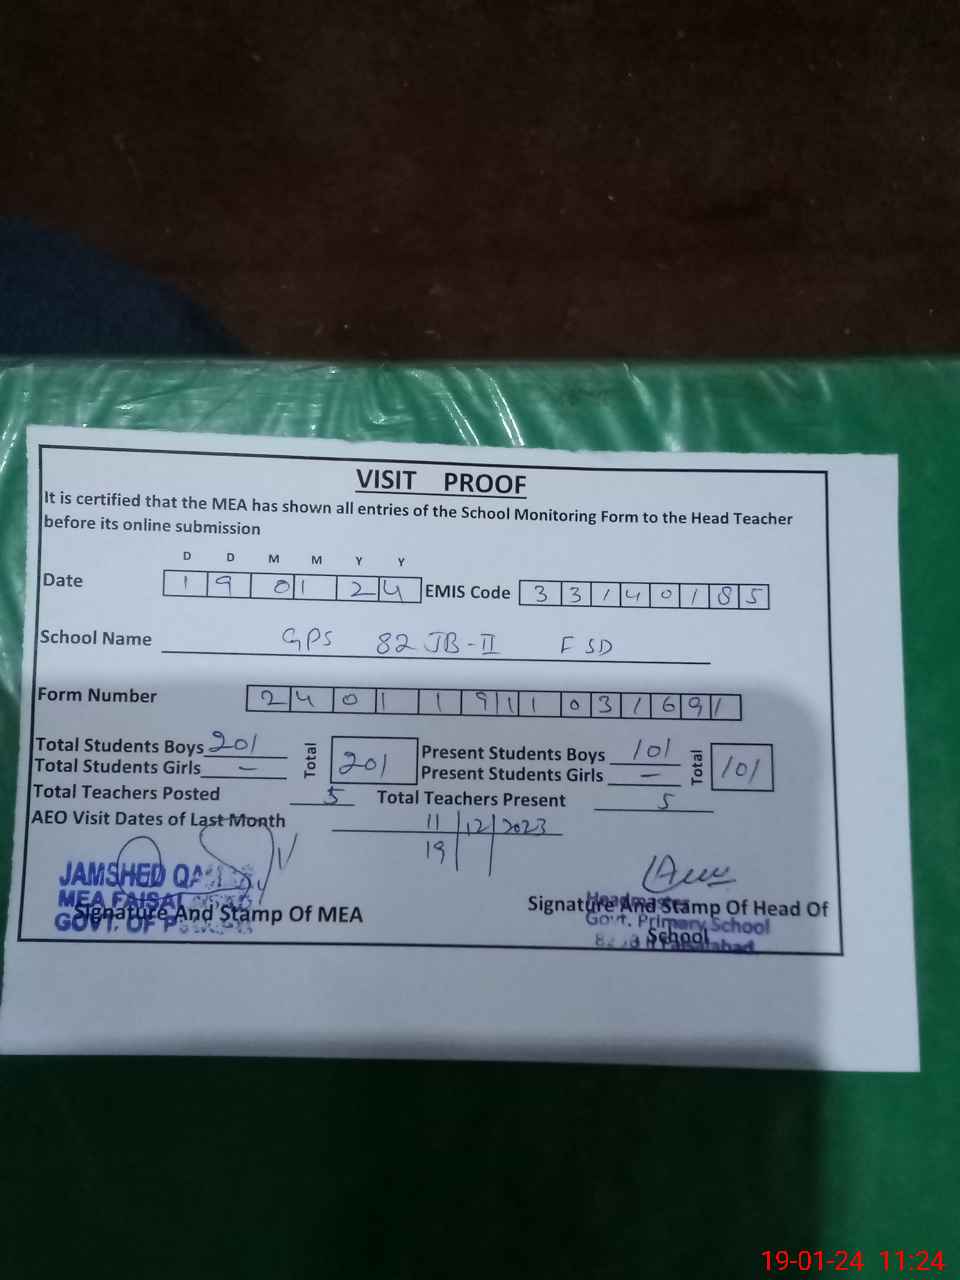 VISIT PROOF
It is certified that the MEA has shown all entries of the School Monitoring Form to the Head Teacher
before its online submission
D D M M Y Y
Date 1 9 0 1 2 4 EMIS Code 3 3 1 4 0 1 8 5
School Name GPS 82 JB-II FSD
Form Number 2 4 0 1 1 9 1 1 0 3 1 6 9 1
Total Students Boys 201 Total 201 Present Students Boys 101 Total 101
Total Students Girls — Present Students Girls —
Total Teachers Posted 5 Total Teachers Present 5
AEO Visit Dates of Last Month 11 | 12 | 2023
19
JAMSHED
MEA FAISAL
GOVT. OF
Signature And Stamp Of MEA
Signature And Stamp Of Head Of
School
Headmaster
Govt. Primary School
Faisalabad
19-01-24 11:24